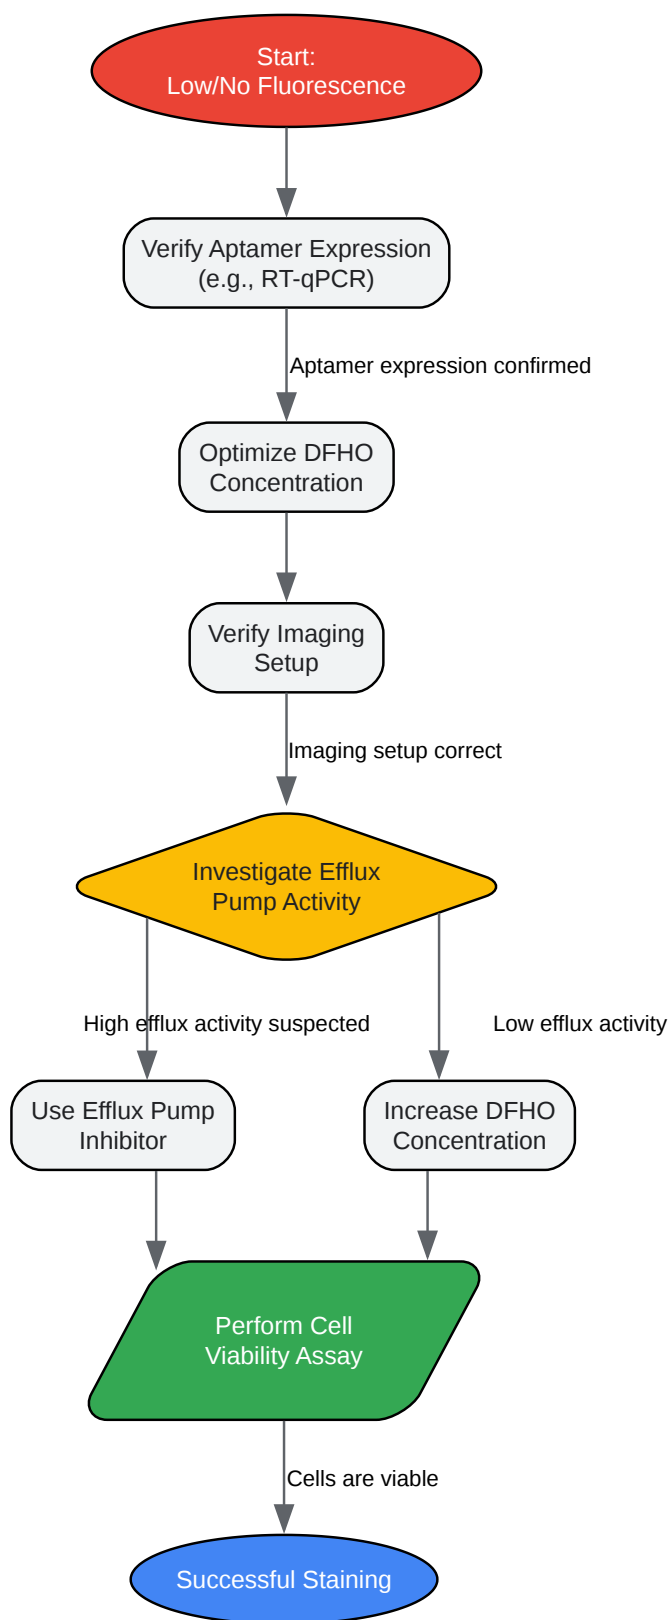 Start:
Low/No Fluorescence
Verify Aptamer Expression
(e.g., RT-qPCR)
Aptamer expression confirmed
Optimize DFHO
Concentration
Verify Imaging
Setup
Imaging setup correct
Investigate Efflux
Pump Activity
High efflux activity suspected
Low efflux activity
Use Efflux Pump
Inhibitor
Increase DFHO
Concentration
Perform Cell
Viability Assay
Cells are viable
Successful Staining